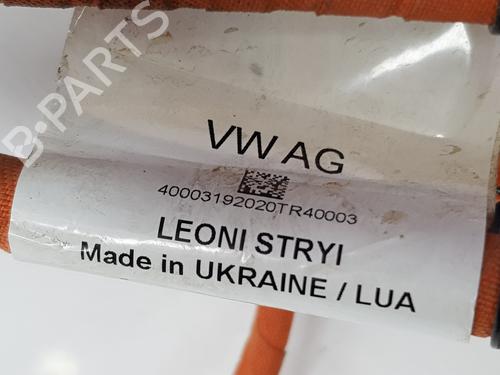 B-PARTS
VW AG
40003192020TR40003
LEONI STRYI
Made in UKRAINE / LUA